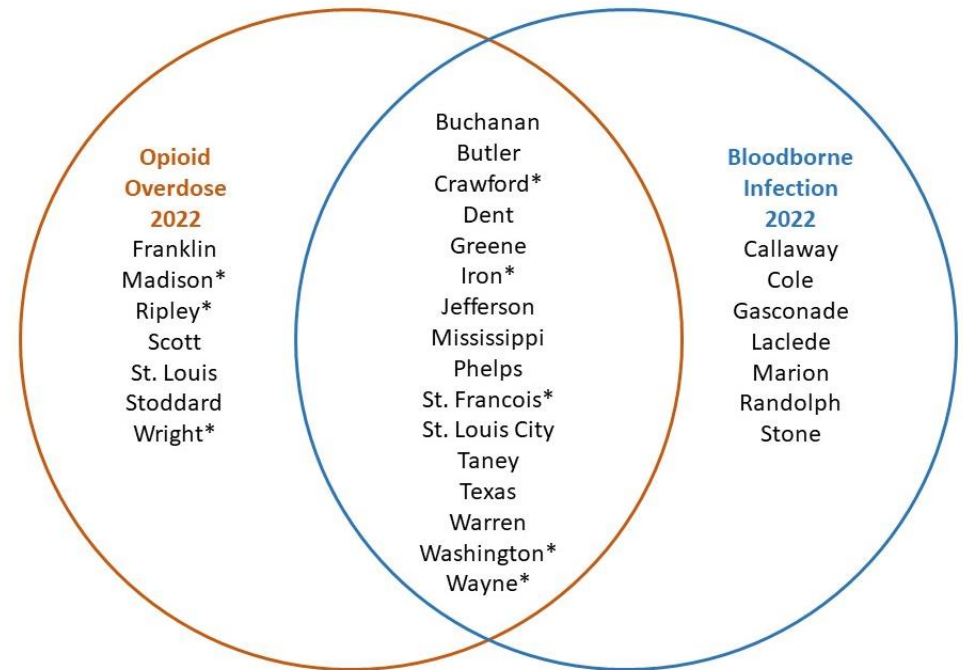 Opioid
Overdose
2022
Franklin
Madison*
Ripley*
Scott
St. Louis
Stoddard
Wright*
Buchanan
Butler
Crawford*
Dent
Greene
Iron*
Jefferson
Mississippi
Phelps
St. Francois*
St. Louis City
Taney
Texas
Warren
Washington*
Wayne*
Bloodborne
Infection
2022
Callaway
Cole
Gasconade
Laclede
Marion
Randolph
Stone